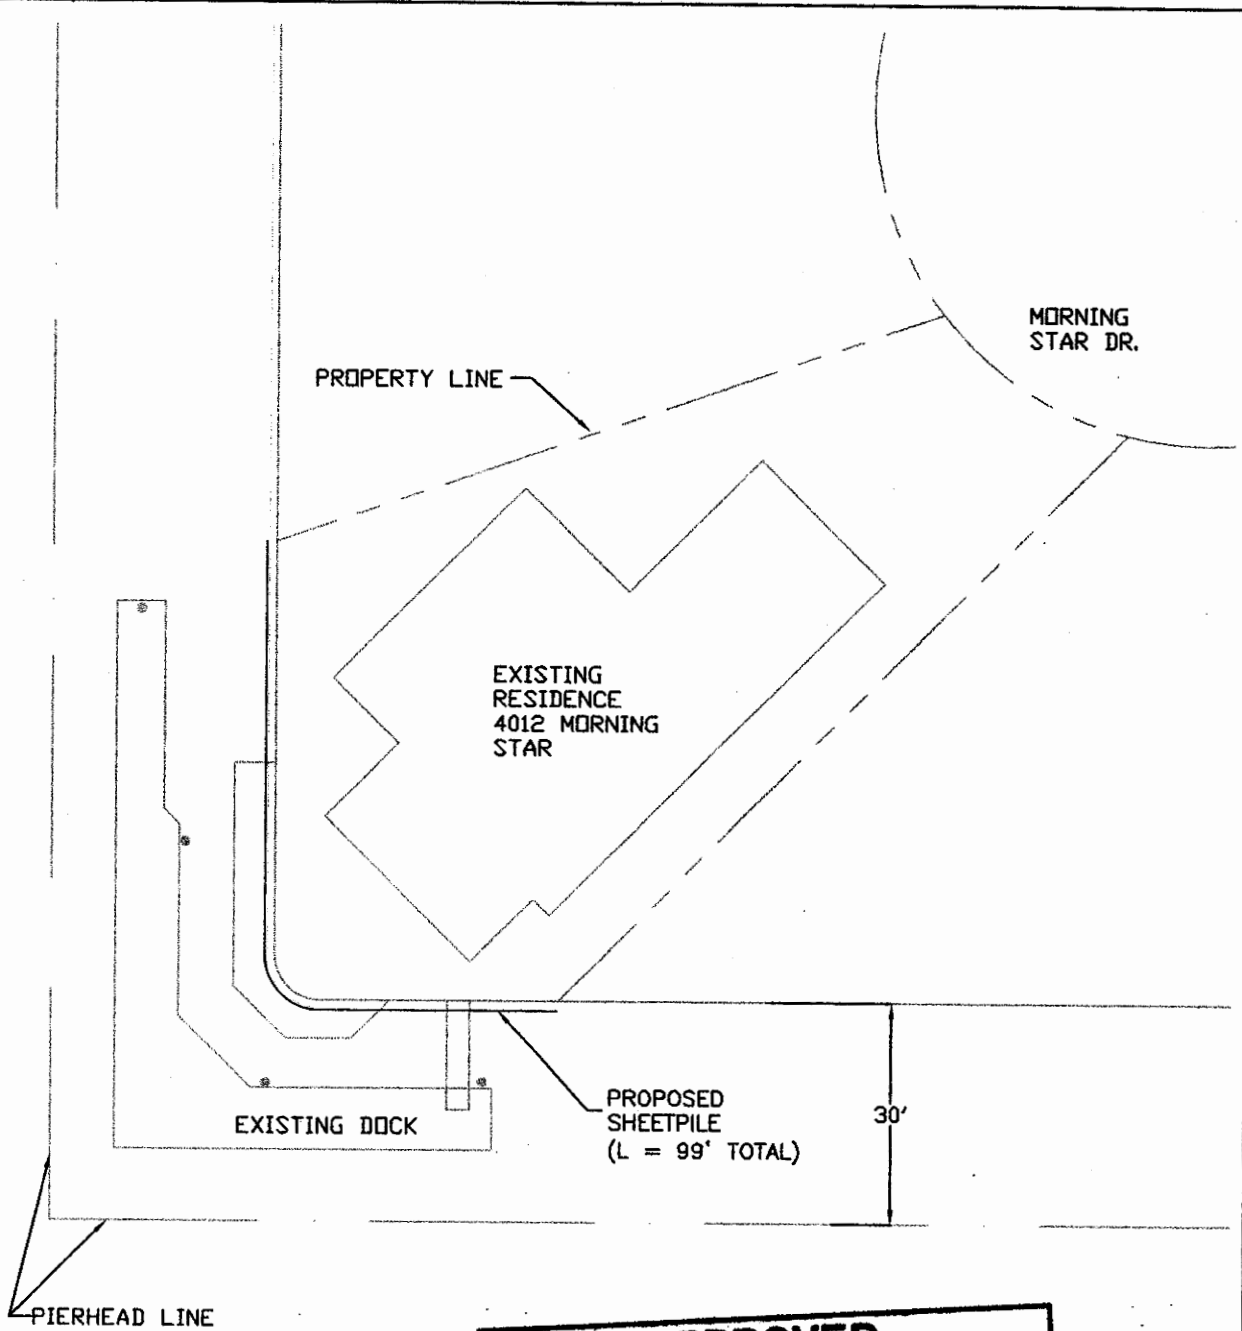 MORNING
STAR DR.
PROPERTY LINE
EXISTING
RESIDENCE
4012 MORNING
STAR
PROPOSED
SHEETPILE
(L = 99' TOTAL)
30'
EXISTING DOCK
PIERHEAD LINE